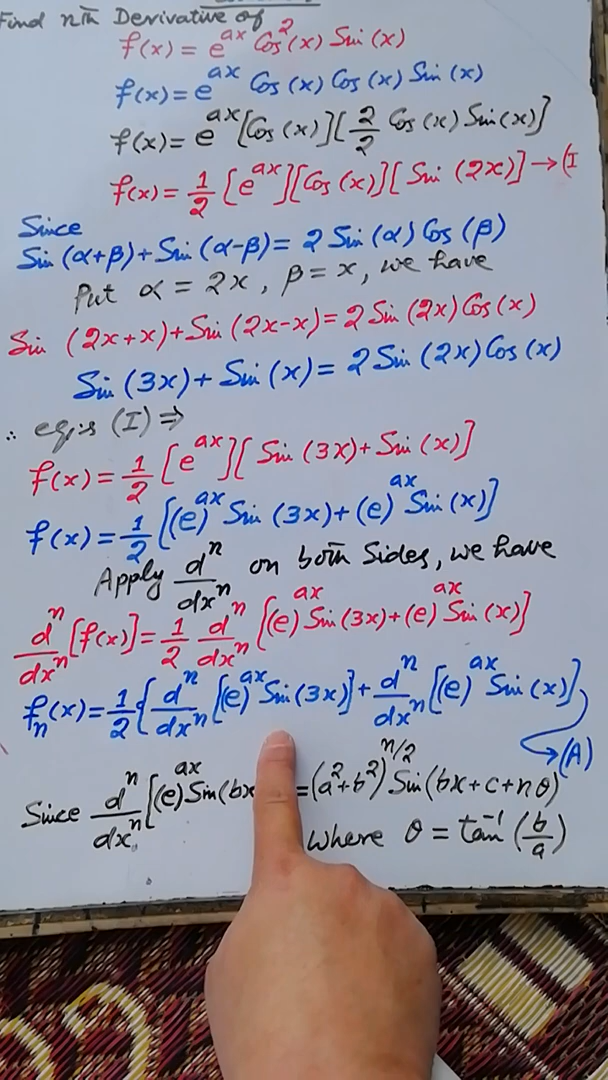 Find nth Derivative of
f(x) = e^{ax} Cos²(x) Sin(x)
f(x) = e^{ax} Cos(x) Cos(x) Sin(x)
f(x) = e^{ax} [Cos(x)] [2/2 Cos(x) Sin(x)]
f(x) = 1/2 [e^{ax}] [Cos(x)] [Sin(2x)] → (I
Since
Sin(α+β) + Sin(α-β) = 2 Sin(α) Cos(β)
Put α = 2x, β = x, we have
Sin (2x+x) + Sin (2x-x) = 2 Sin(2x) Cos(x)
Sin(3x) + Sin(x) = 2 Sin(2x) Cos(x)
∴ eq:s (I) ⇒
f(x) = 1/2 [e^{ax}] [Sin(3x) + Sin(x)]
f(x) = 1/2 [(e)^{ax} Sin(3x) + (e)^{ax} Sin(x)]
Apply d^n/dx^n on both Sides, we have
d^n/dx^n [f(x)] = 1/2 d^n/dx^n [(e)^{ax} Sin(3x) + (e)^{ax} Sin(x)]
f_n(x) = 1/2 { d^n/dx^n [(e)^{ax} Sin(3x)] + d^n/dx^n [(e)^{ax} Sin(x)]
→ (A)
Since d^n/dx^n [(e)^{ax} Sin(bx = (a²+b²)^{n/2} Sin(bx+c+nθ)
where θ = tan⁻¹(b/a)